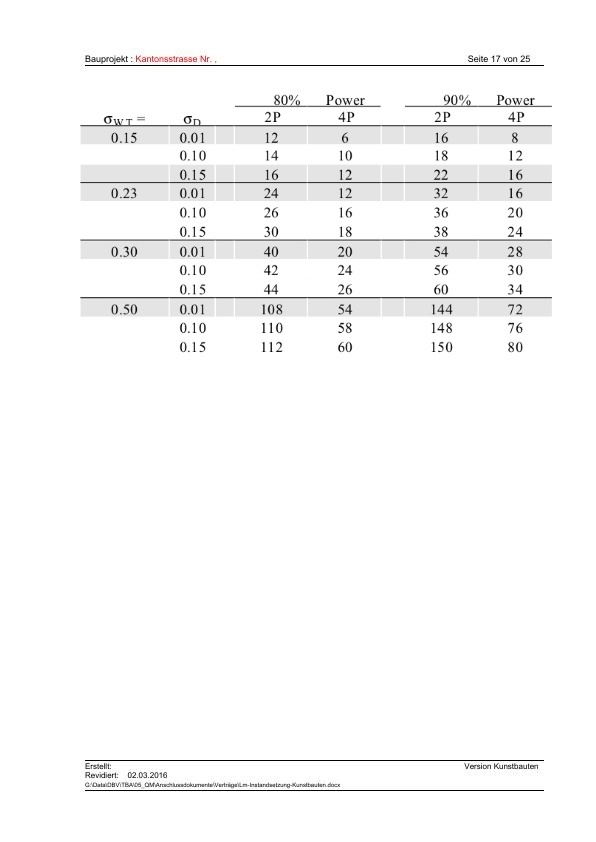 Bauprojekt : Kantonsstrasse Nr. , Seite 17 von 25
80% Power 90% Power
σWT = σD 2P 4P 2P 4P
0.15 0.01 12 6 16 8
0.10 14 10 18 12
0.15 16 12 22 16
0.23 0.01 24 12 32 16
0.10 26 16 36 20
0.15 30 18 38 24
0.30 0.01 40 20 54 28
0.10 42 24 56 30
0.15 44 26 60 34
0.50 0.01 108 54 144 72
0.10 110 58 148 76
0.15 112 60 150 80
Erstellt: Version Kunstbauten
Revidiert: 02.03.2016
G:\Data\DBV\TBA\05_QM\Anschlussdokumente\Verträge\Lm-Instandsetzung-Kunstbauten.docx